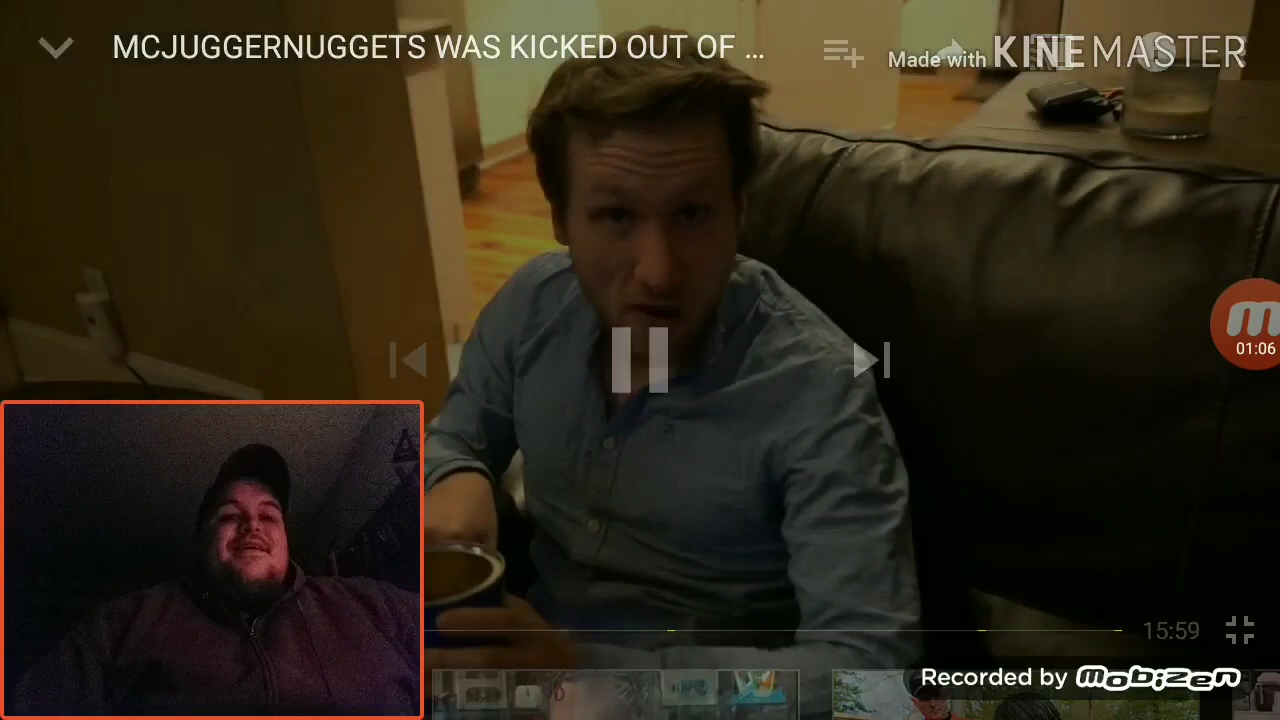 MCJUGGERNUGGETS WAS KICKED OUT OF ...
Made with KINEMASTER
01:06
15:59
Recorded by mobizen